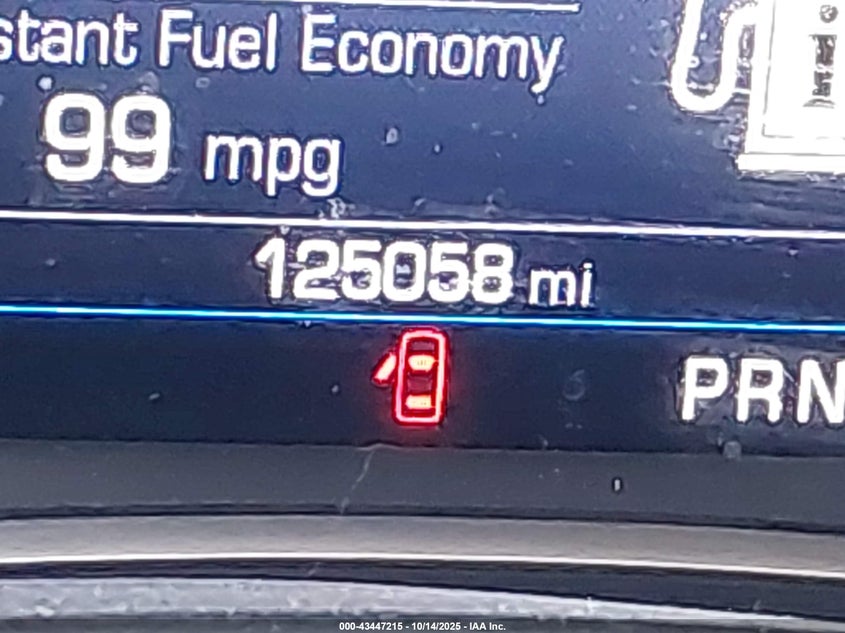 stant Fuel Economy
99 mpg
125058 mi
PRN
000-43447215 - 10/14/2025 - IAA Inc.